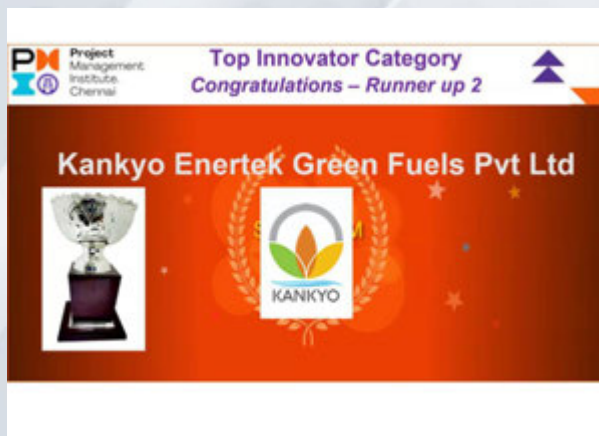 Project
Management
Institute.
Chennai
Top Innovator Category
Congratulations – Runner up 2
Kankyo Enertek Green Fuels Pvt Ltd
KANKYO